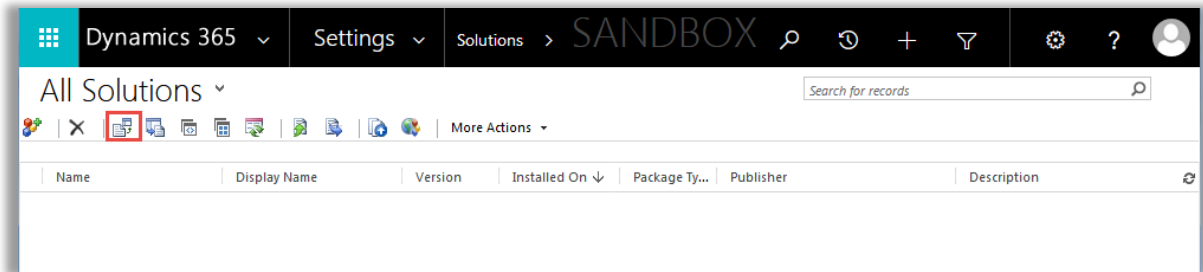 Dynamics 365 Settings Solutions > SANDBOX ?
All Solutions Search for records
More Actions
Name Display Name Version Installed On ↓ Package Ty... Publisher Description